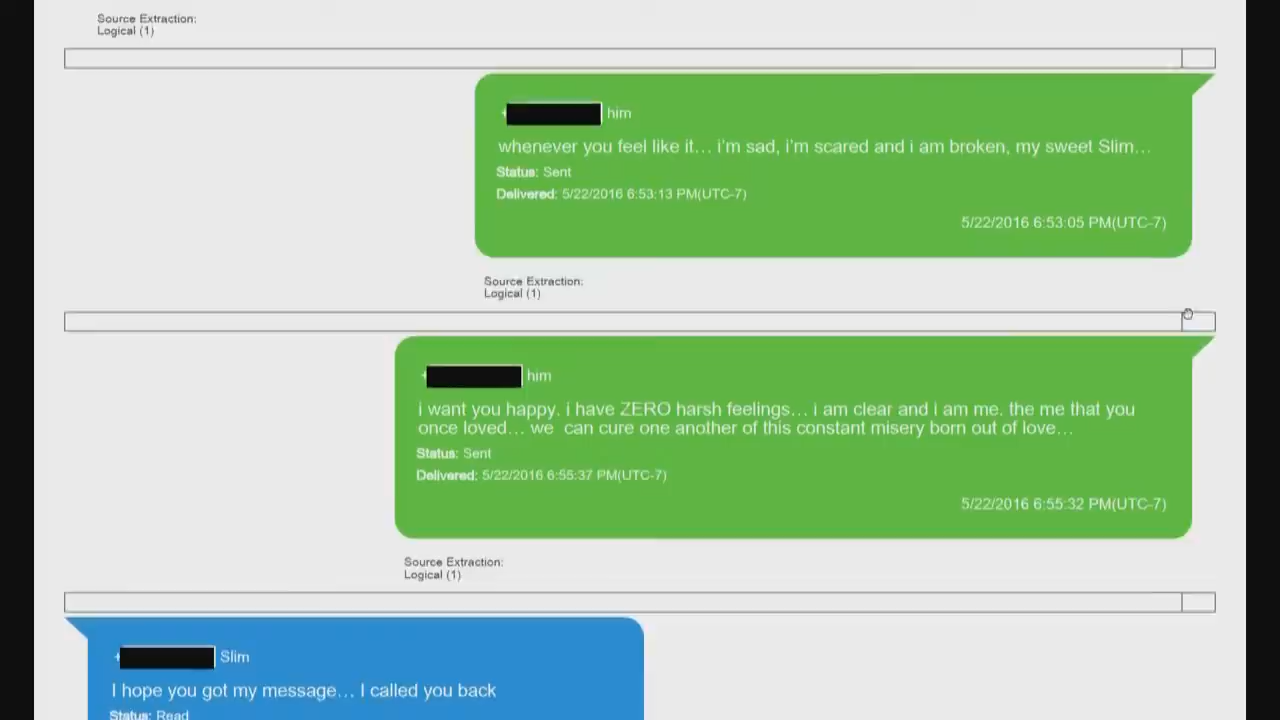 Source Extraction:
Logical (1)
him
whenever you feel like it... i'm sad, i'm scared and i am broken, my sweet Slim...
Status: Sent
Delivered: 5/22/2016 6:53:13 PM(UTC-7)
5/22/2016 6:53:05 PM(UTC-7)
Source Extraction:
Logical (1)
him
i want you happy. i have ZERO harsh feelings... i am clear and i am me. the me that you
once loved... we  can cure one another of this constant misery born out of love...
Status: Sent
Delivered: 5/22/2016 6:55:37 PM(UTC-7)
5/22/2016 6:55:32 PM(UTC-7)
Source Extraction:
Logical (1)
Slim
I hope you got my message... I called you back
Status: Read